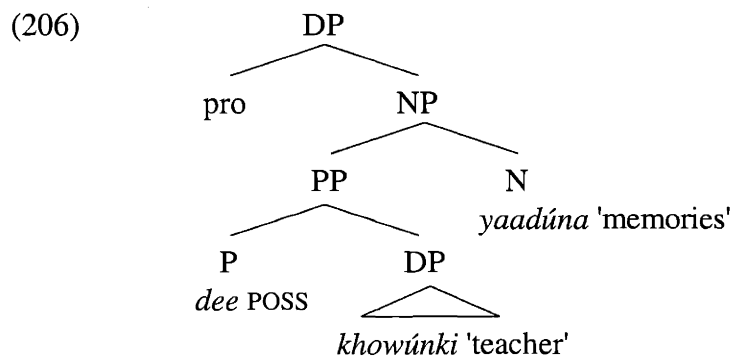 (206) DP
pro NP
PP N
yaadúna 'memories'
P DP
dee POSS
khowúnki 'teacher'